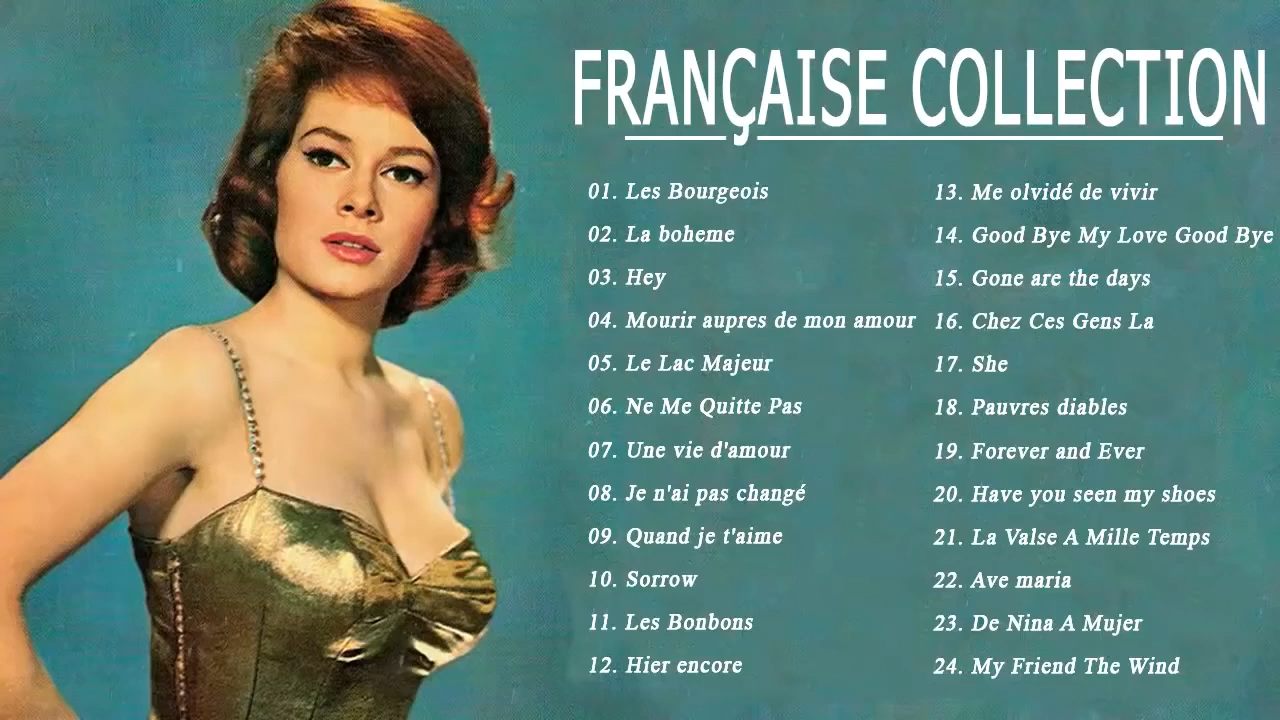 FRANÇAISE COLLECTION
01. Les Bourgeois
02. La boheme
03. Hey
04. Mourir aupres de mon amour
05. Le Lac Majeur
06. Ne Me Quitte Pas
07. Une vie d'amour
08. Je n'ai pas changé
09. Quand je t'aime
10. Sorrow
11. Les Bonbons
12. Hier encore
13. Me olvidé de vivir
14. Good Bye My Love Good Bye
15. Gone are the days
16. Chez Ces Gens La
17. She
18. Pauvres diables
19. Forever and Ever
20. Have you seen my shoes
21. La Valse A Mille Temps
22. Ave maria
23. De Nina A Mujer
24. My Friend The Wind